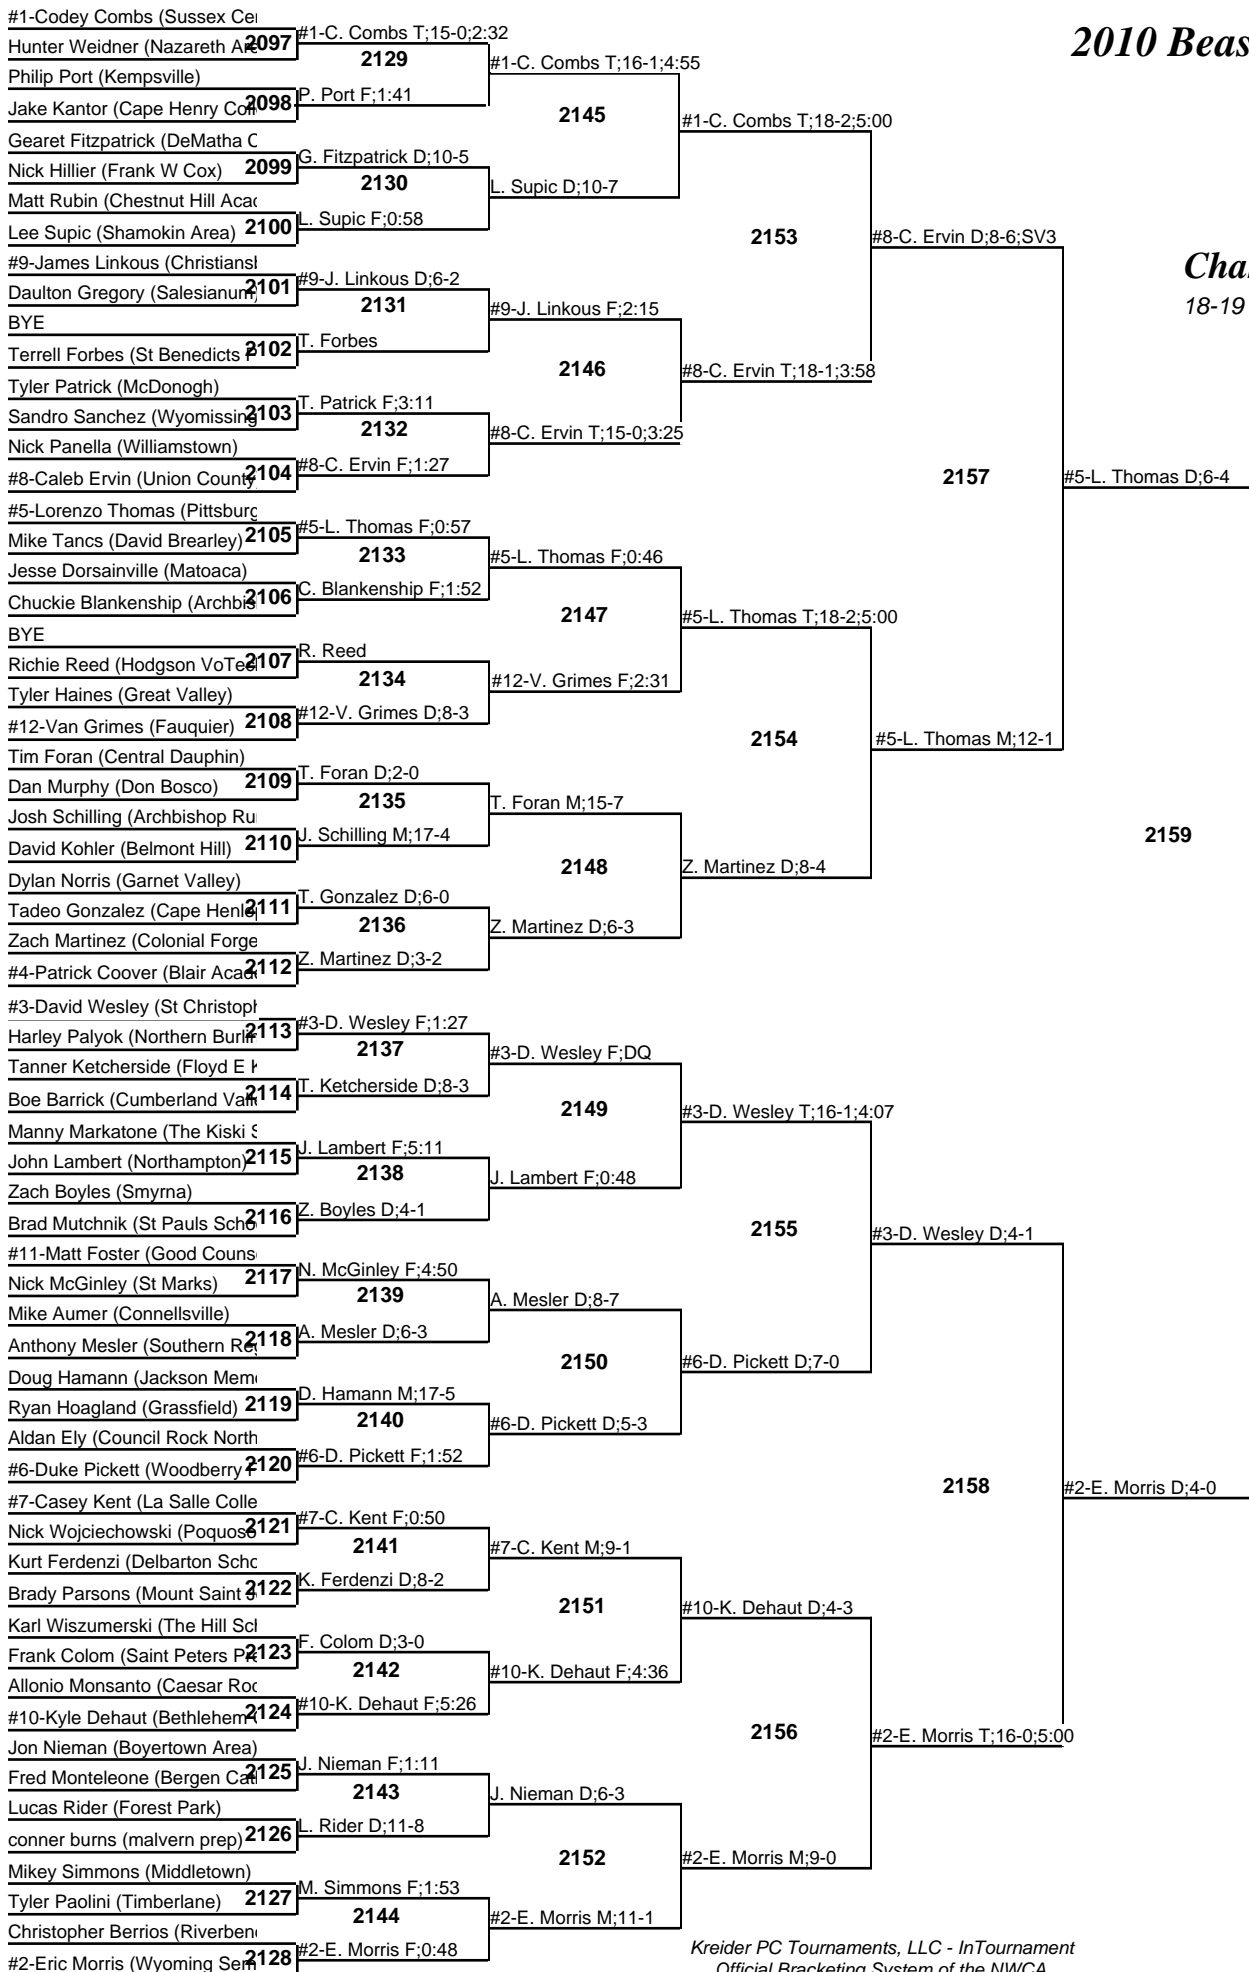 #1-Codey Combs (Sussex Cen
2010 Beas
Hunter Weidner (Nazareth Are
2097
#1-C. Combs T;15-0;2:32
2129
#1-C. Combs T;16-1;4:55
Philip Port (Kempsville)
Jake Kantor (Cape Henry Coll
2098
P. Port F;1:41
2145
#1-C. Combs T;18-2;5:00
Gearet Fitzpatrick (DeMatha C
Nick Hillier (Frank W Cox)
2099
G. Fitzpatrick D;10-5
2130
L. Supic D;10-7
Matt Rubin (Chestnut Hill Acad
Lee Supic (Shamokin Area)
2100
L. Supic F;0:58
2153
#8-C. Ervin D;8-6;SV3
#9-James Linkous (Christiansb
Cha
18-19
Daulton Gregory (Salesianum)
2101
#9-J. Linkous D;6-2
2131
#9-J. Linkous F;2:15
BYE
Terrell Forbes (St Benedicts P
2102
T. Forbes
2146
#8-C. Ervin T;18-1;3:58
Tyler Patrick (McDonogh)
Sandro Sanchez (Wyomissing
2103
T. Patrick F;3:11
2132
#8-C. Ervin T;15-0;3:25
Nick Panella (Williamstown)
#8-Caleb Ervin (Union County
2104
#8-C. Ervin F;1:27
2157
#5-L. Thomas D;6-4
#5-Lorenzo Thomas (Pittsburg
Mike Tancs (David Brearley)
2105
#5-L. Thomas F;0:57
2133
#5-L. Thomas F;0:46
Jesse Dorsainville (Matoaca)
Chuckie Blankenship (Archbis
2106
C. Blankenship F;1:52
2147
#5-L. Thomas T;18-2;5:00
BYE
Richie Reed (Hodgson VoTec
2107
R. Reed
2134
#12-V. Grimes F;2:31
Tyler Haines (Great Valley)
#12-Van Grimes (Fauquier)
2108
#12-V. Grimes D;8-3
2154
#5-L. Thomas M;12-1
Tim Foran (Central Dauphin)
Dan Murphy (Don Bosco)
2109
T. Foran D;2-0
2135
T. Foran M;15-7
Josh Schilling (Archbishop Ru
David Kohler (Belmont Hill)
2110
J. Schilling M;17-4
2159
2148
Z. Martinez D;8-4
Dylan Norris (Garnet Valley)
Tadeo Gonzalez (Cape Henlo
2111
T. Gonzalez D;6-0
2136
Z. Martinez D;6-3
Zach Martinez (Colonial Forge
#4-Patrick Coover (Blair Acade
2112
Z. Martinez D;3-2
#3-David Wesley (St Christoph
Harley Palyok (Northern Burlin
2113
#3-D. Wesley F;1:27
2137
#3-D. Wesley F;DQ
Tanner Ketcherside (Floyd E K
Boe Barrick (Cumberland Valle
2114
T. Ketcherside D;8-3
2149
#3-D. Wesley T;16-1;4:07
Manny Markatone (The Kiski S
John Lambert (Northampton)
2115
J. Lambert F;5:11
2138
J. Lambert F;0:48
Zach Boyles (Smyrna)
Brad Mutchnik (St Pauls Scho
2116
Z. Boyles D;4-1
2155
#3-D. Wesley D;4-1
#11-Matt Foster (Good Counse
Nick McGinley (St Marks)
2117
N. McGinley F;4:50
2139
A. Mesler D;8-7
Mike Aumer (Connellsville)
Anthony Mesler (Southern Reg
2118
A. Mesler D;6-3
2150
#6-D. Pickett D;7-0
Doug Hamann (Jackson Memo
Ryan Hoagland (Grassfield)
2119
D. Hamann M;17-5
2140
#6-D. Pickett D;5-3
Aldan Ely (Council Rock North
#6-Duke Pickett (Woodberry F
2120
#6-D. Pickett F;1:52
2158
#2-E. Morris D;4-0
#7-Casey Kent (La Salle Colle
Nick Wojciechowski (Poquoso
2121
#7-C. Kent F;0:50
2141
#7-C. Kent M;9-1
Kurt Ferdenzi (Delbarton Scho
Brady Parsons (Mount Saint J
2122
K. Ferdenzi D;8-2
2151
#10-K. Dehaut D;4-3
Karl Wiszumerski (The Hill Sch
Frank Colom (Saint Peters Pr
2123
F. Colom D;3-0
2142
#10-K. Dehaut F;4:36
Allonio Monsanto (Caesar Rod
#10-Kyle Dehaut (Bethlehem C
2124
#10-K. Dehaut F;5:26
2156
#2-E. Morris T;16-0;5:00
Jon Nieman (Boyertown Area)
Fred Monteleone (Bergen Cath
2125
J. Nieman F;1:11
2143
J. Nieman D;6-3
Lucas Rider (Forest Park)
conner burns (malvern prep)
2126
L. Rider D;11-8
2152
#2-E. Morris M;9-0
Mikey Simmons (Middletown)
Tyler Paolini (Timberlane)
2127
M. Simmons F;1:53
2144
#2-E. Morris M;11-1
Christopher Berrios (Riverbend
#2-Eric Morris (Wyoming Sem
2128
#2-E. Morris F;0:48
Kreider PC Tournaments, LLC - InTournament
Official Bracketing System of the NWCA